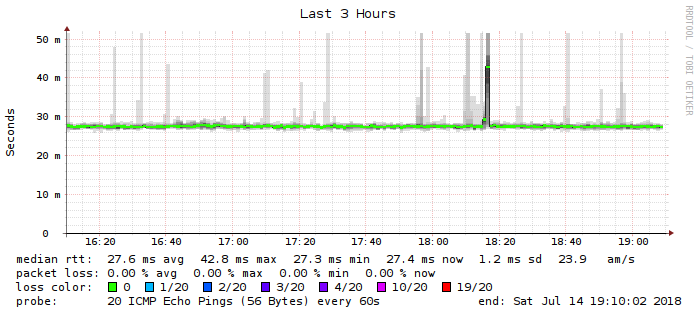 Last 3 Hours
RRDTOOL / TOBI OETIKER
Seconds
50 m
40 m
30 m
20 m
10 m
0
16:20 16:40 17:00 17:20 17:40 18:00 18:20 18:40 19:00
median rtt: 27.6 ms avg 42.8 ms max 27.3 ms min 27.4 ms now 1.2 ms sd 23.9 am/s
packet loss: 0.00 % avg 0.00 % max 0.00 % min 0.00 % now
loss color: 0 1/20 2/20 3/20 4/20 10/20 19/20
probe: 20 ICMP Echo Pings (56 Bytes) every 60s end: Sat Jul 14 19:10:02 2018